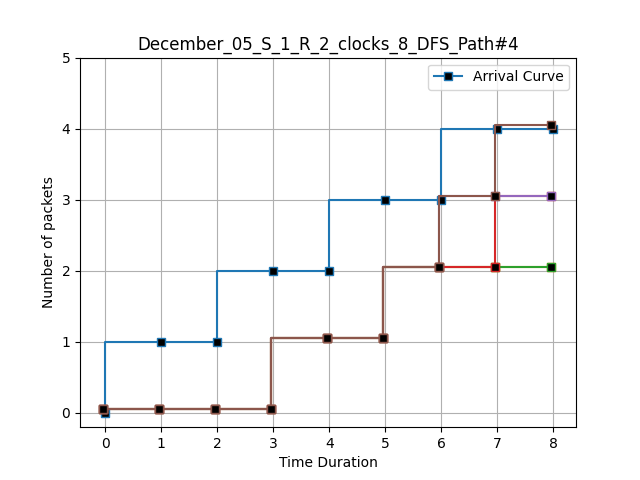 December_05_S_1_R_2_clocks_8_DFS_Path#4
Arrival Curve
Number of packets
5
4
3
2
1
0
0 1 2 3 4 5 6 7 8
Time Duration